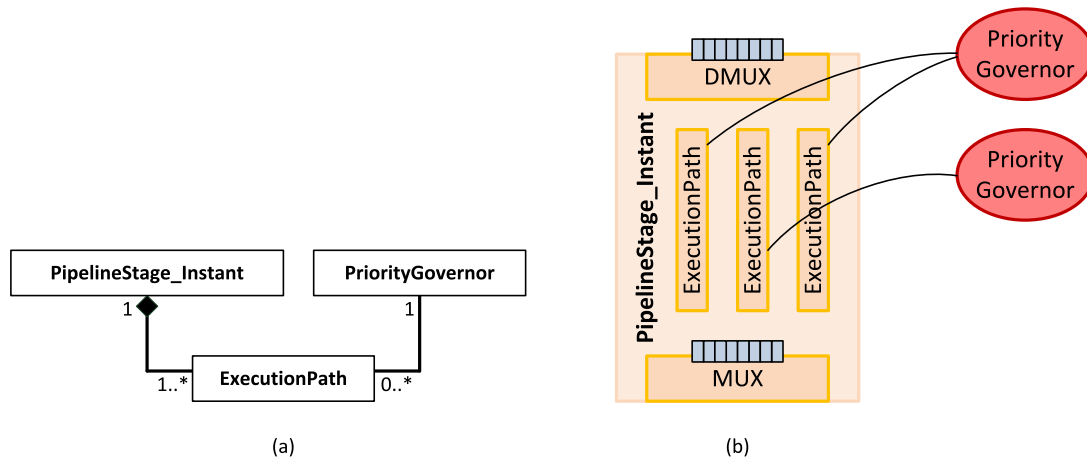 PipelineStage_Instant
PriorityGovernor
1
1
1..*
ExecutionPath
0..*
(a)
DMUX
PipelineStage_Instant
ExecutionPath
ExecutionPath
ExecutionPath
MUX
Priority
Governor
Priority
Governor
(b)